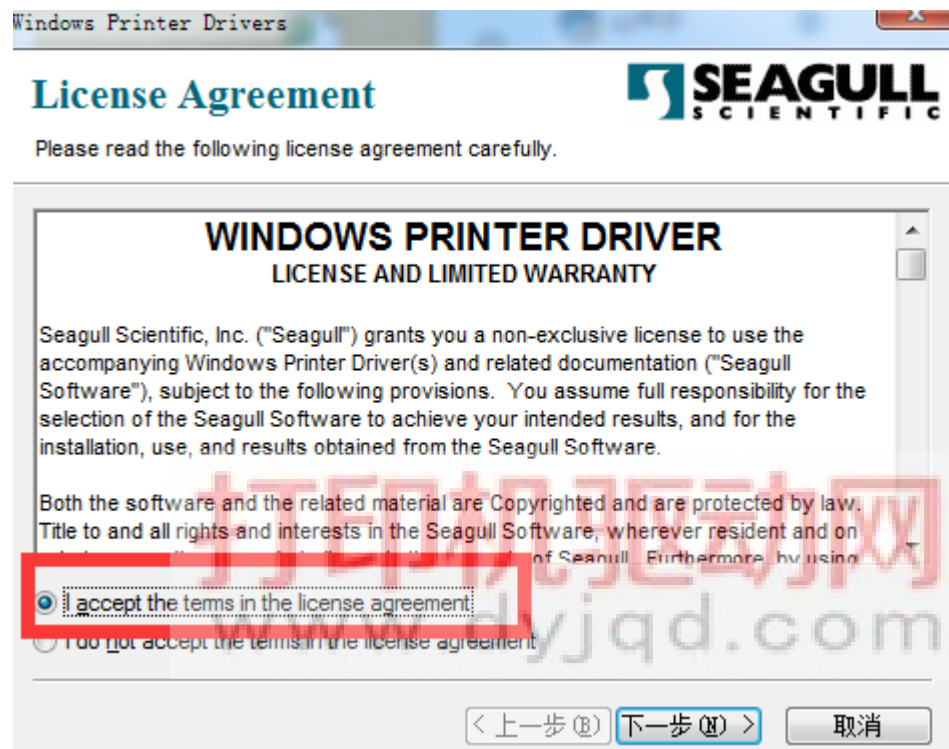 Windows Printer Drivers
License Agreement
SEAGULL
SCIENTIFIC
Please read the following license agreement carefully.
WINDOWS PRINTER DRIVER
LICENSE AND LIMITED WARRANTY
Seagull Scientific, Inc. ("Seagull") grants you a non-exclusive license to use the
accompanying Windows Printer Driver(s) and related documentation ("Seagull
Software"), subject to the following provisions.  You assume full responsibility for the
selection of the Seagull Software to achieve your intended results, and for the
installation, use, and results obtained from the Seagull Software.
Both the software and the related material are Copyrighted and are protected by law.
Title to and all rights and interests in the Seagull Software, wherever resident and on
of Seagull. Furthermore, by using
打印机驱动网
I accept the terms in the license agreement
www.dyjqd.com
I do not accept the terms in the license agreement
< 上一步(B)
下一步(N) >
取消